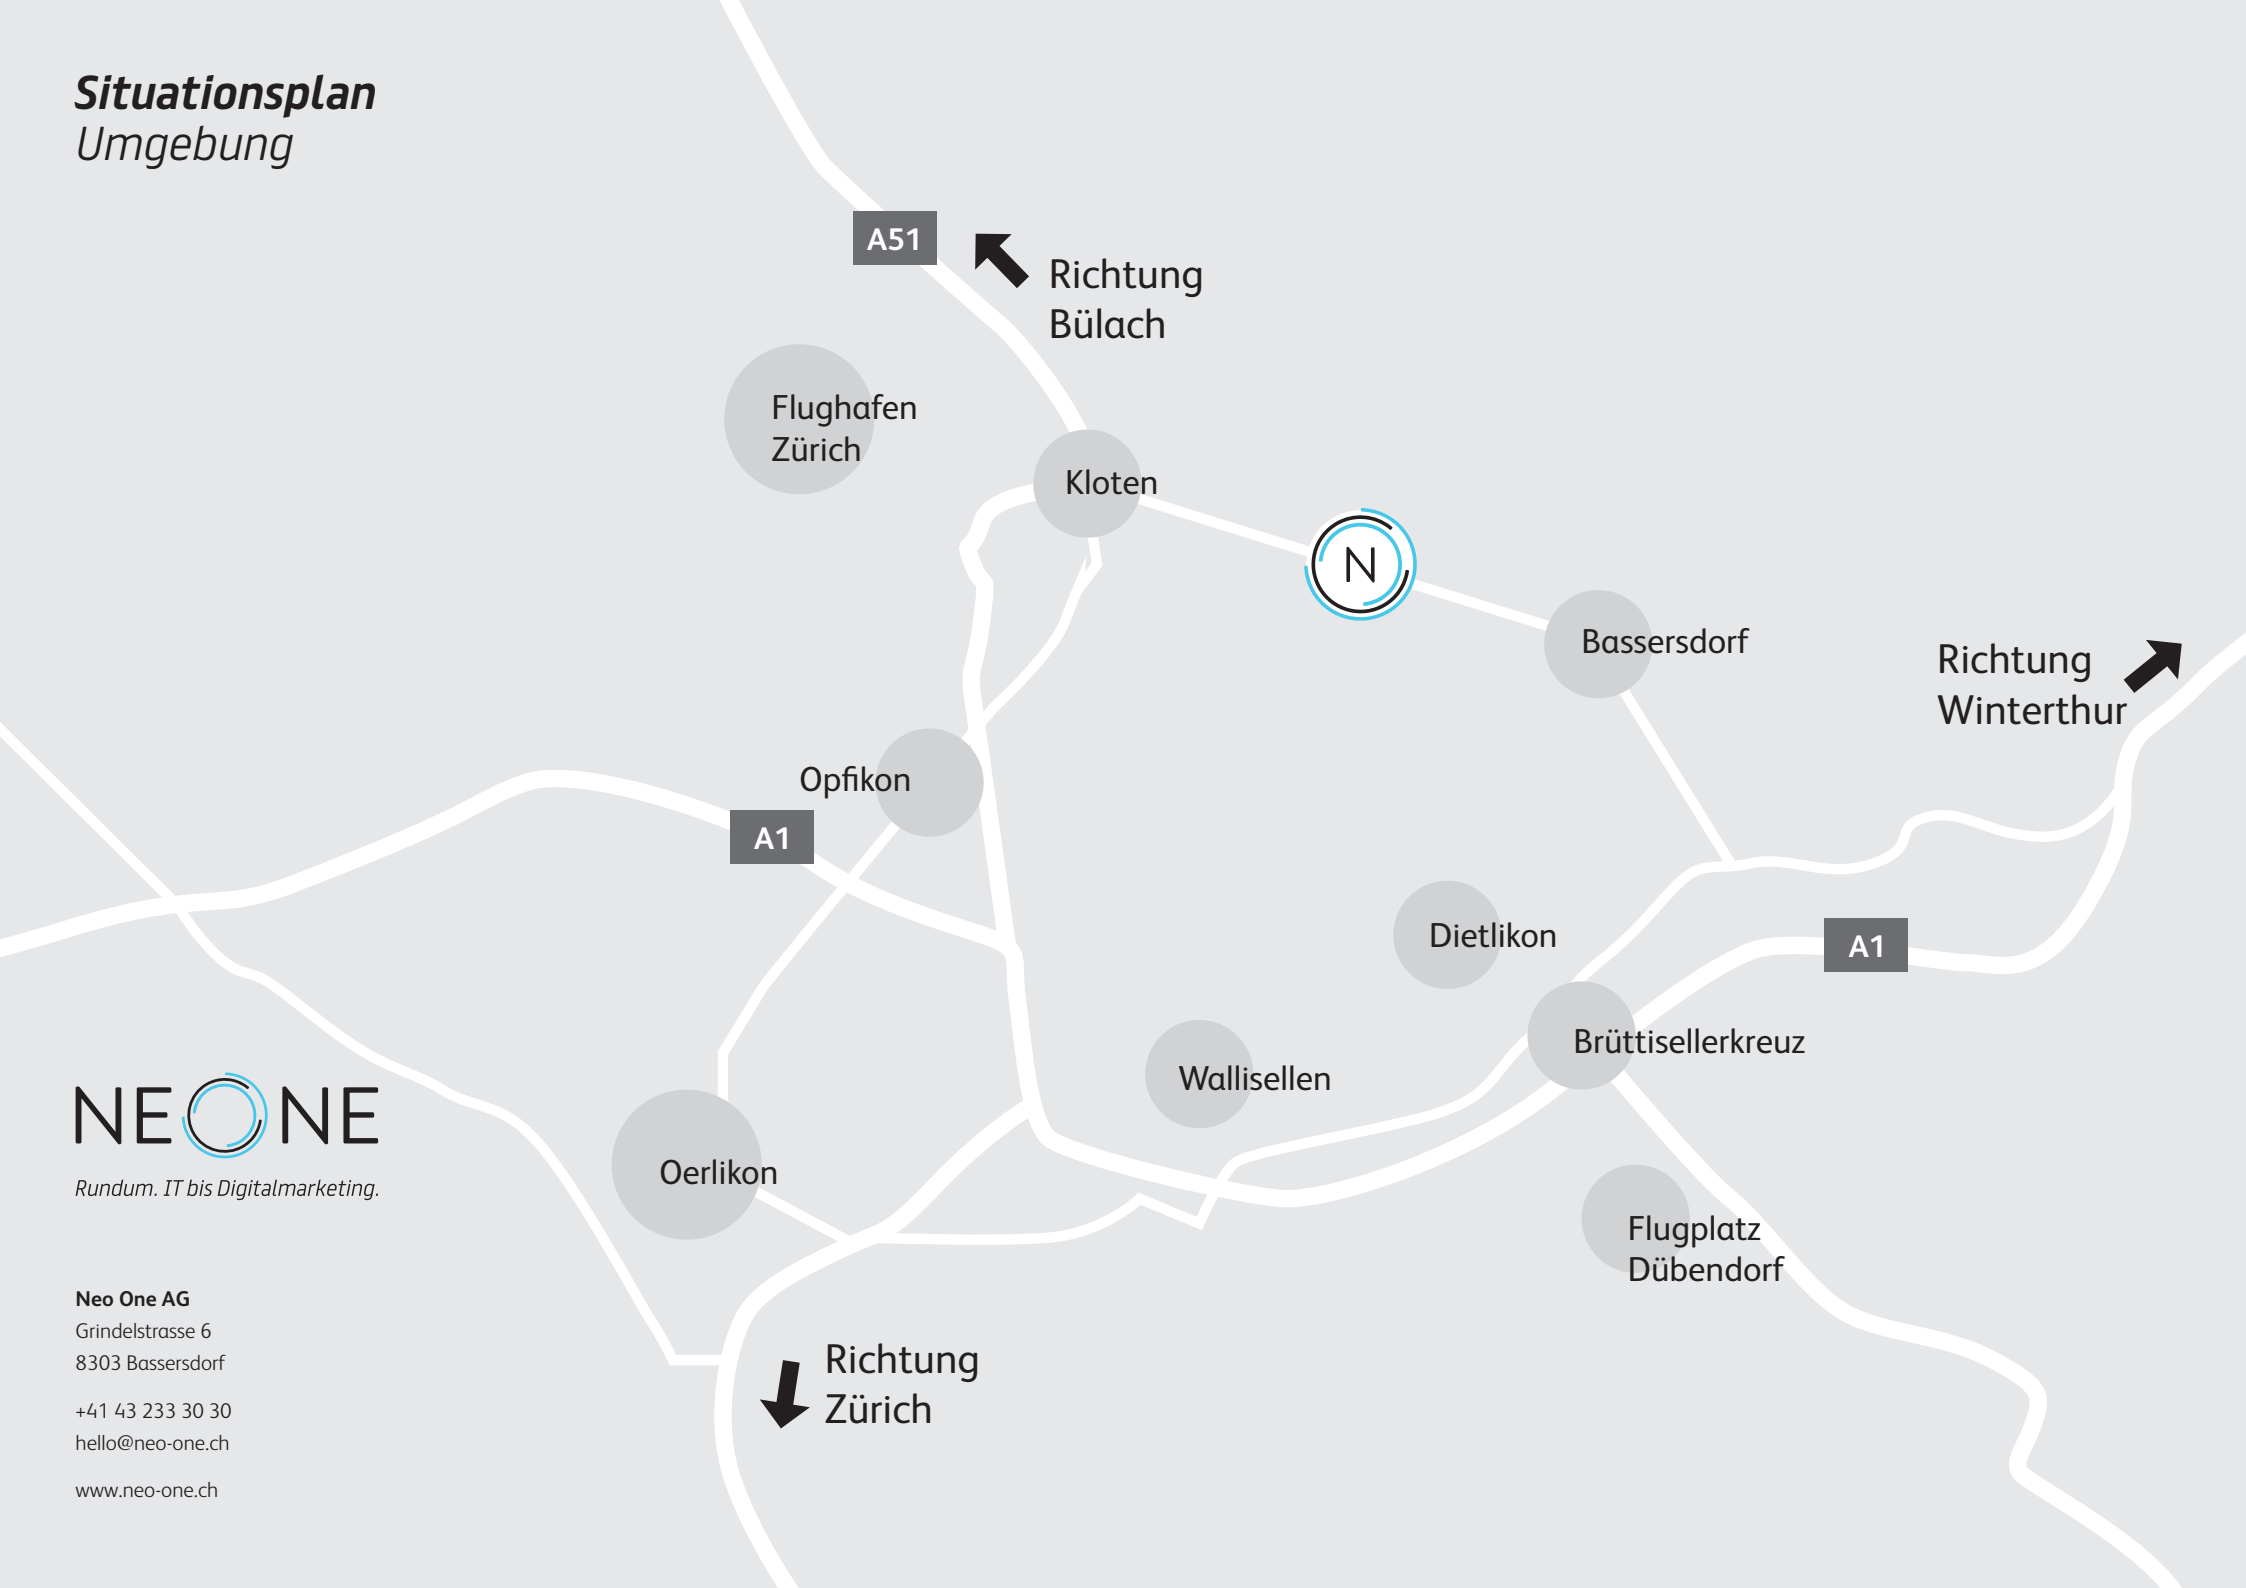 Situationsplan
Umgebung
A51
Richtung
Bülach
Flughafen
Zürich
Kloten
N
Bassersdorf
Richtung
Winterthur
Opfikon
A1
Dietlikon
A1
Brüttisellerkreuz
Wallisellen
Oerlikon
Flugplatz
Dübendorf
Richtung
Zürich
NEONE
Rundum. IT bis Digitalmarketing.
Neo One AG
Grindelstrasse 6
8303 Bassersdorf
+41 43 233 30 30
hello@neo-one.ch
www.neo-one.ch